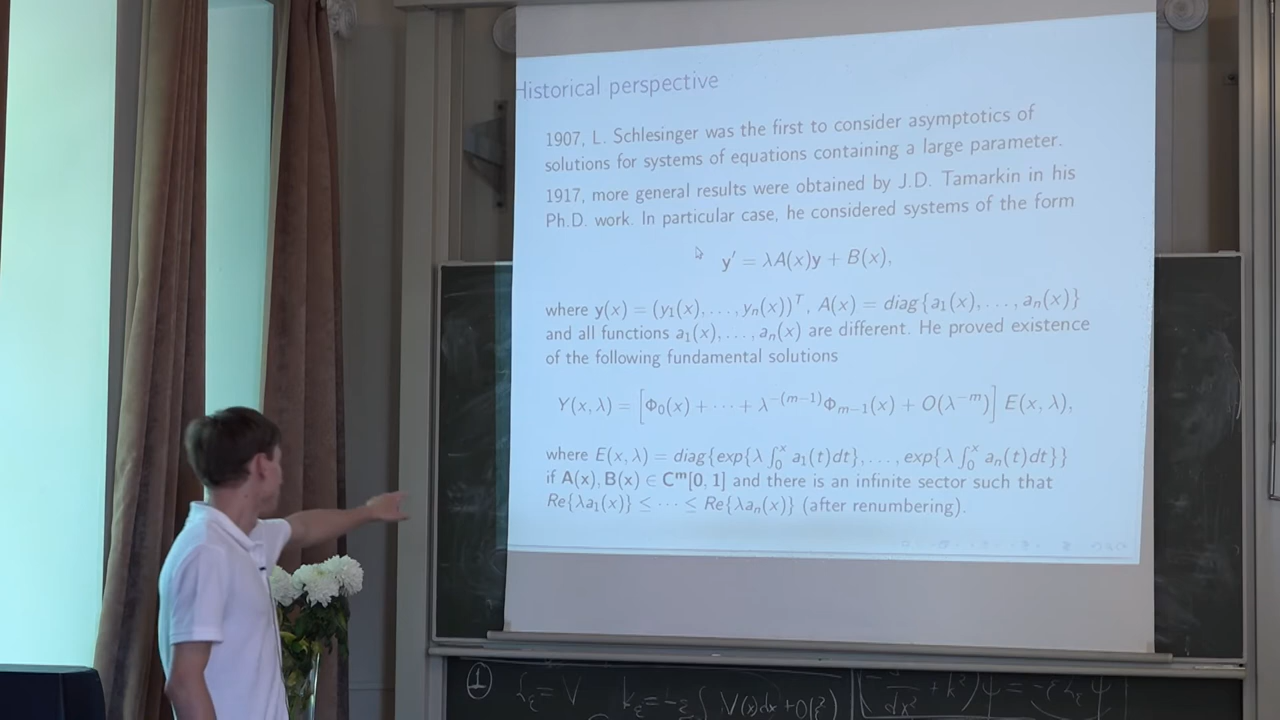 Historical perspective
1907, L. Schlesinger was the first to consider asymptotics of
solutions for systems of equations containing a large parameter.
1917, more general results were obtained by J.D. Tamarkin in his
Ph.D. work. In particular case, he considered systems of the form
y′ = λA(x)y + B(x),
where y(x) = (y₁(x), . . . , yₙ(x))ᵀ, A(x) = diag{a₁(x), . . . , aₙ(x)}
and all functions a₁(x), . . . , aₙ(x) are different. He proved existence
of the following fundamental solutions
Y(x, λ) = [Φ₀(x) + ··· + λ^{-(m-1)}Φ_{m-1}(x) + O(λ^{-m})] E(x, λ),
where E(x, λ) = diag{exp{λ ∫₀ˣ a₁(t)dt}, . . . , exp{λ ∫₀ˣ aₙ(t)dt}}
if A(x), B(x) ∈ Cᵐ[0, 1] and there is an infinite sector such that
Re{λa₁(x)} ≤ ··· ≤ Re{λaₙ(x)} (after renumbering).